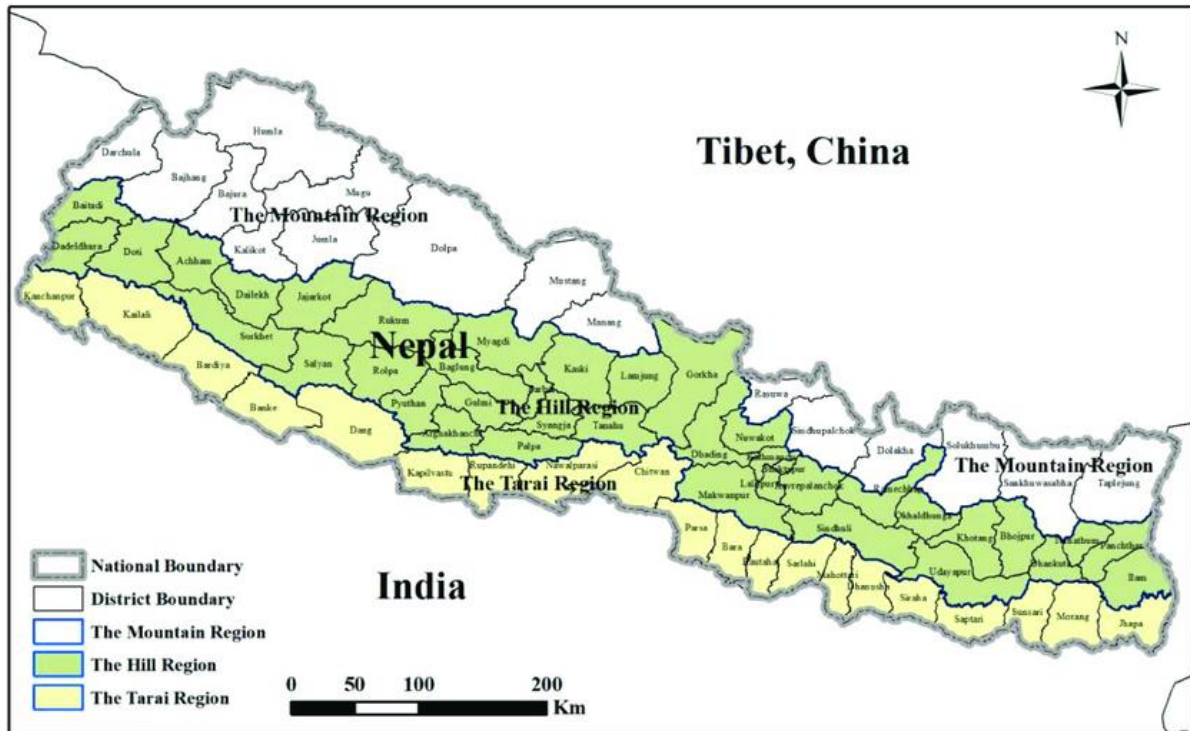 N
Tibet, China
Humla
Darchula
Bajhang
Bajura
Mugu
The Mountain Region
Baitadi
Dadeldhura
Doti
Achham
Kalikot
Jumla
Dolpa
Mustang
Manang
Kanchanpur
Kailali
Dailekh
Jajarkot
Rukum
Nepal
Myagdi
Surkhet
Salyan
Rolpa
Baglung
Kaski
Lamjung
Gorkha
Bardiya
Banke
Dang
Pyuthan
Gulmi
The Hill Region
Syangja
Tanahu
Arghakhanchi
Palpa
Rasuwa
Sindhupalchok
Nuwakot
Dhading
Dolakha
Solukhumbu
The Mountain Region
Sankhuwasabha
Taplejung
Kapilvastu
Rupandehi
Nawalparasi
The Tarai Region
Chitwan
Makwanpur
Okhaldhunga
Khotang
Bhojpur
Panchthar
Sindhuli
Udayapur
Dhankuta
Ilam
Parsa
Bara
Sarlahi
Mahottari
Dhanusha
Siraha
Saptari
Sunsari
Morang
Jhapa
India
National Boundary
District Boundary
The Mountain Region
The Hill Region
The Tarai Region
0 50 100 200
Km